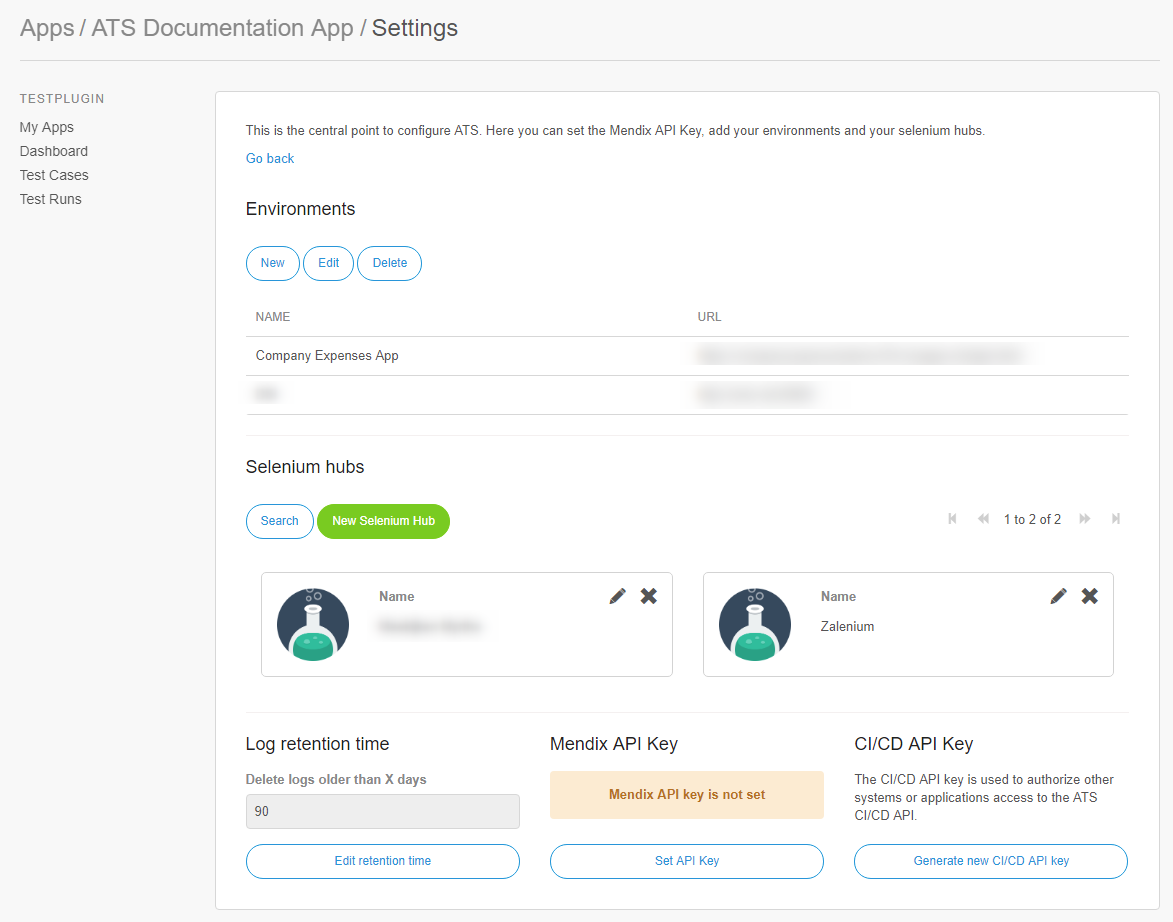 Apps / ATS Documentation App / Settings
TESTPLUGIN
My Apps
Dashboard
Test Cases
Test Runs
This is the central point to configure ATS. Here you can set the Mendix API Key, add your environments and your selenium hubs.
Go back
Environments
New Edit Delete
NAME URL
Company Expenses App
Selenium hubs
Search New Selenium Hub 1 to 2 of 2
Name
Name
Zalenium
Log retention time
Delete logs older than X days
90
Edit retention time
Mendix API Key
Mendix API key is not set
Set API Key
CI/CD API Key
The CI/CD API key is used to authorize other
systems or applications access to the ATS
CI/CD API.
Generate new CI/CD API key